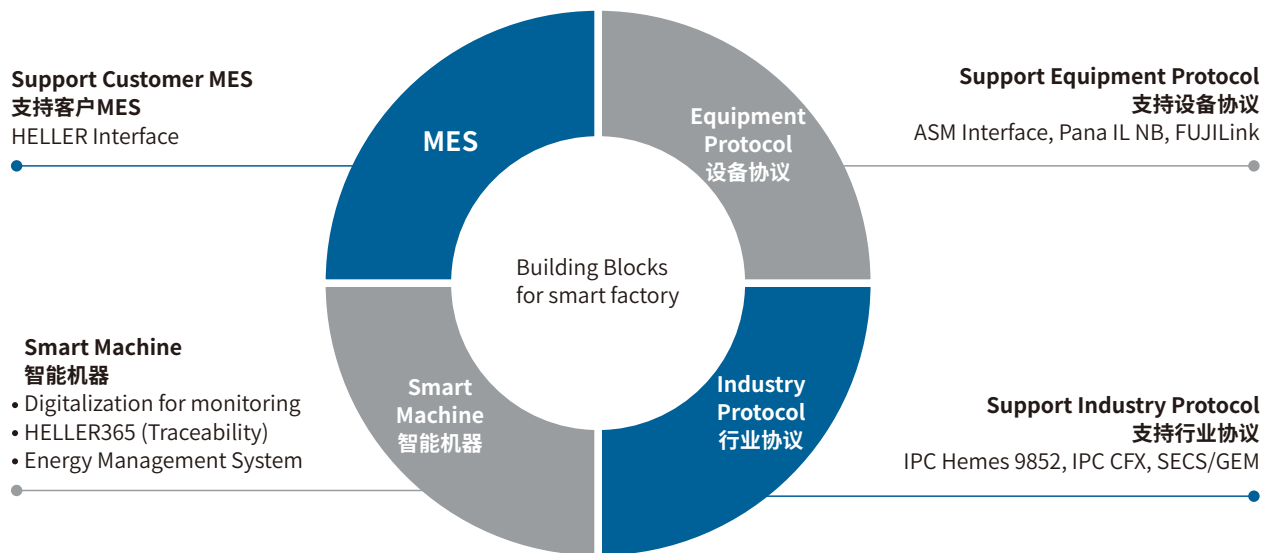 Support Customer MES
支持客户MES
HELLER Interface
MES
Equipment
Protocol
设备协议
Support Equipment Protocol
支持设备协议
ASM Interface, Pana IL NB, FUJILink
Building Blocks
for smart factory
Smart Machine
智能机器
• Digitalization for monitoring
• HELLER365 (Traceability)
• Energy Management System
Smart
Machine
智能机器
Industry
Protocol
行业协议
Support Industry Protocol
支持行业协议
IPC Hemes 9852, IPC CFX, SECS/GEM